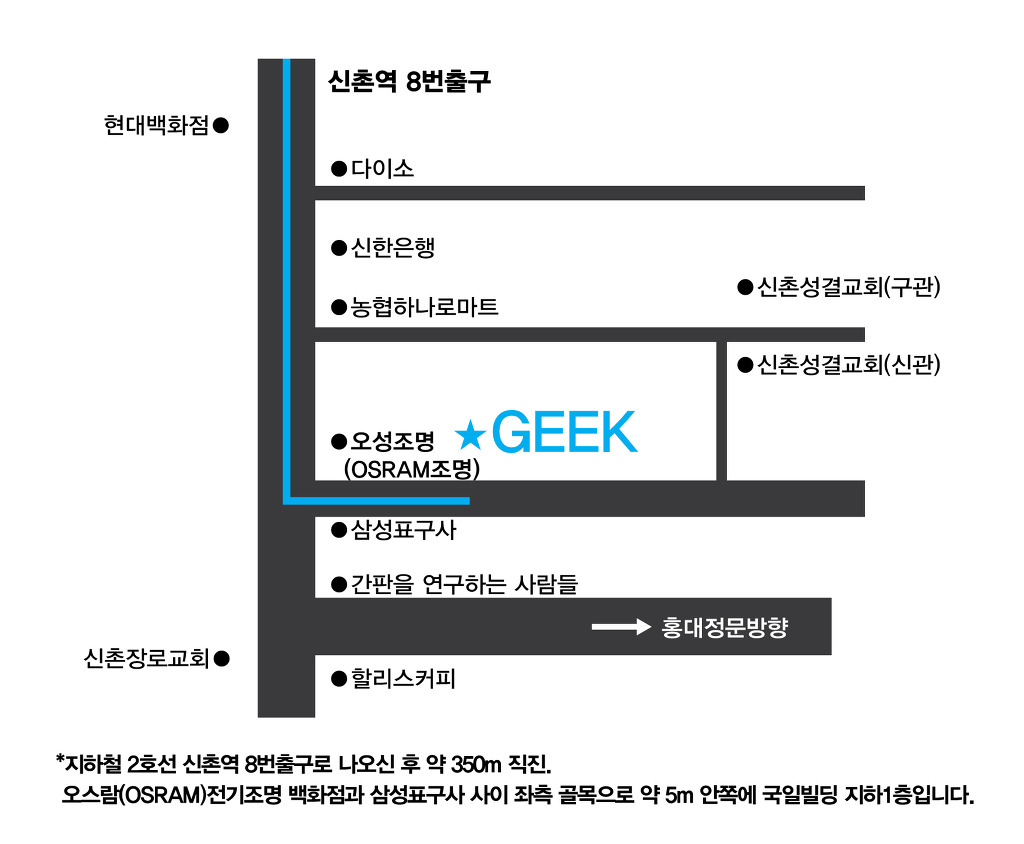 신촌역 8번출구
현대백화점
다이소
신한은행
신촌성결교회(구관)
농협하나로마트
신촌성결교회(신관)
★GEEK
오성조명
(OSRAM조명)
삼성표구사
간판을 연구하는 사람들
홍대정문방향
신촌장로교회
할리스커피
*지하철 2호선 신촌역 8번출구로 나오신 후 약 350m 직진.
오스람(OSRAM)전기조명 백화점과 삼성표구사 사이 좌측 골목으로 약 5m 안쪽에 국일빌딩 지하1층입니다.